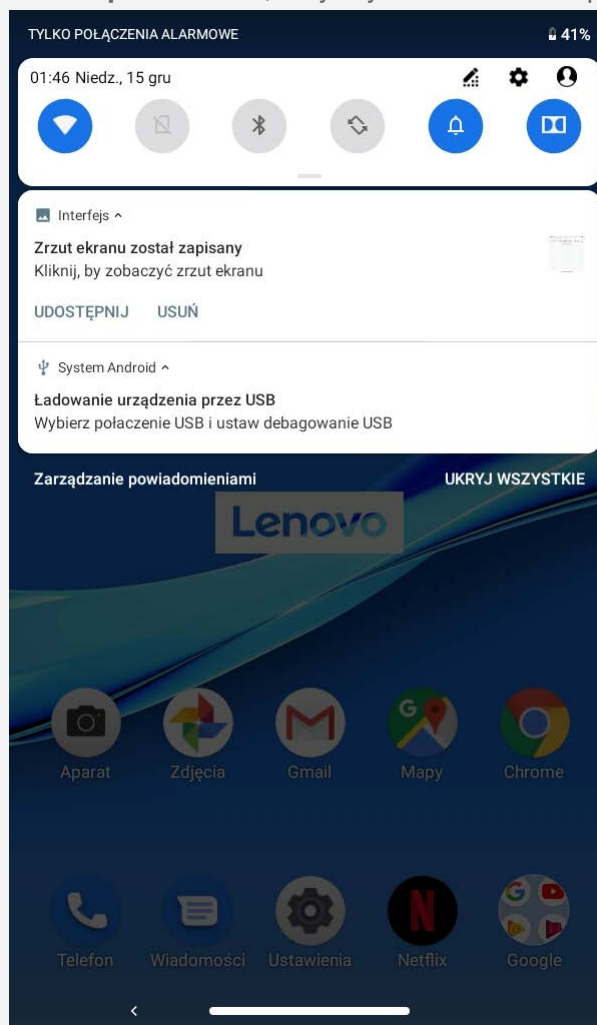 TYLKO POŁĄCZENIA ALARMOWE 41%
01:46 Niedz., 15 gru
Interfejs
Zrzut ekranu został zapisany
Kliknij, by zobaczyć zrzut ekranu
UDOSTĘPNIJ USUŃ
System Android
Ładowanie urządzenia przez USB
Wybierz połaczenie USB i ustaw debagowanie USB
Zarządzanie powiadomieniami UKRYJ WSZYSTKIE
Lenovo
Aparat Zdjęcia Gmail Mapy Chrome
Telefon Wiadomości Ustawienia Netflix Google